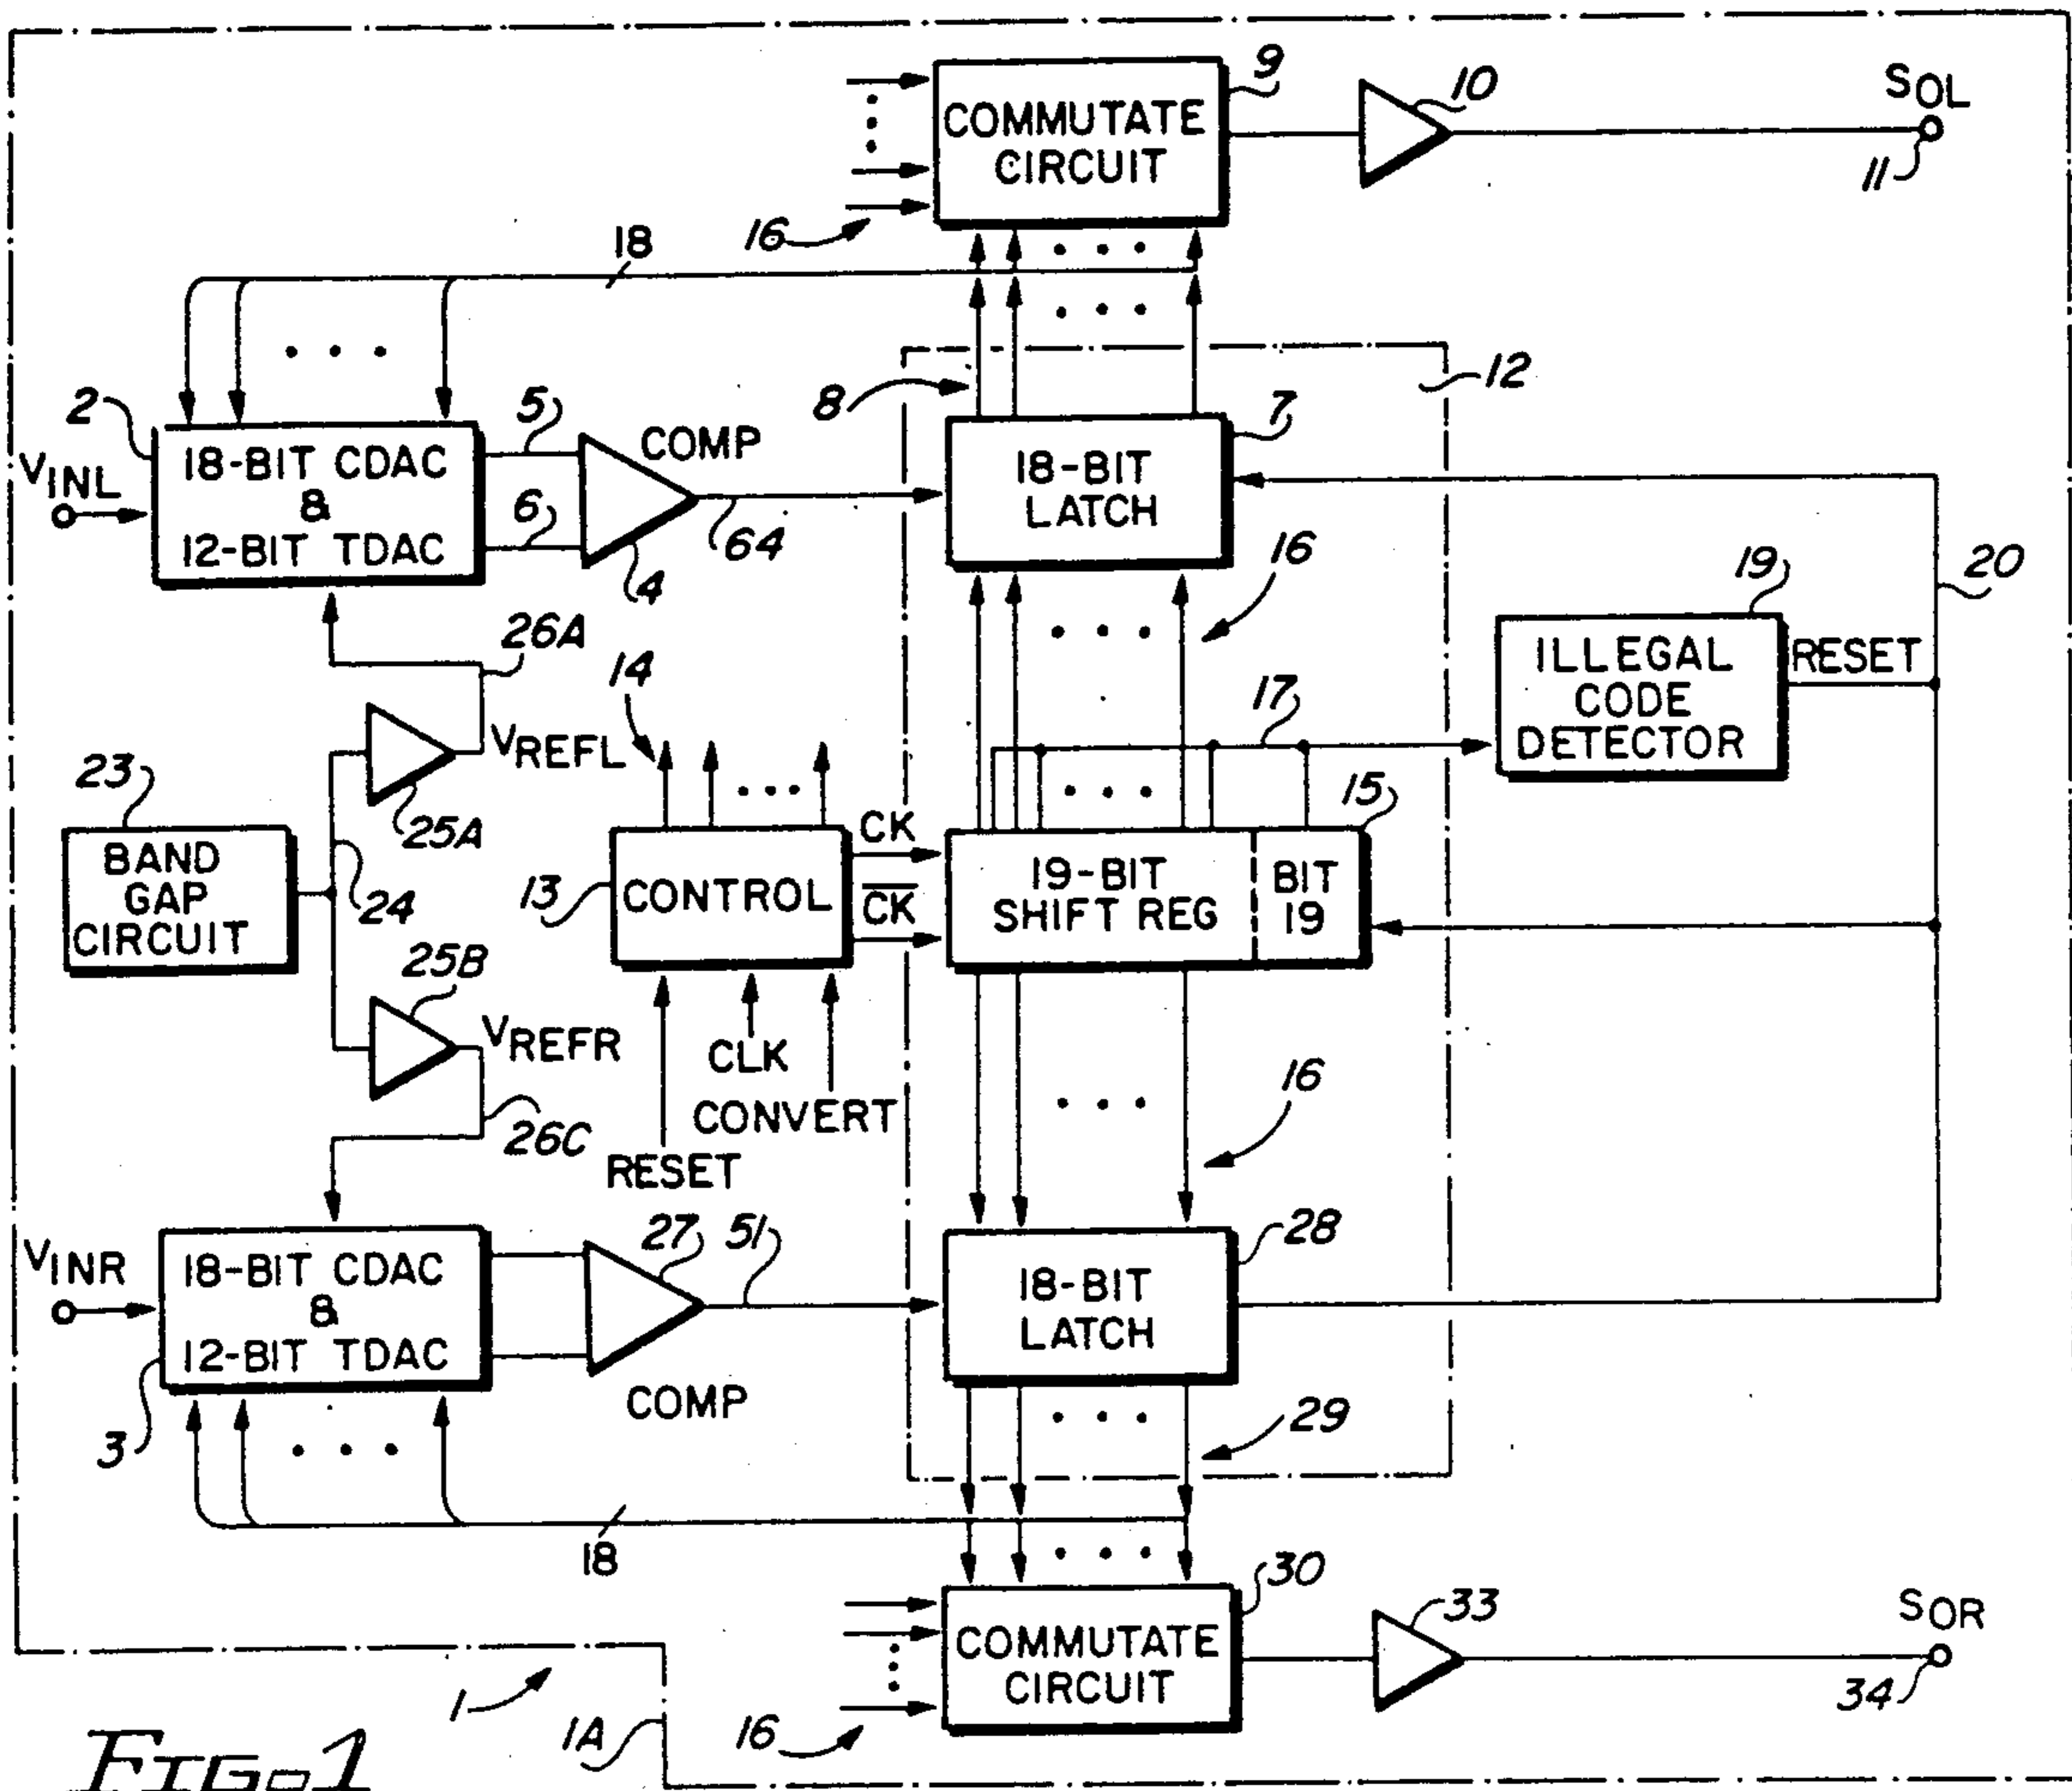 9
COMMUTATE
CIRCUIT
10
SOL
11
16
18
8
12
2
VINL
18-BIT CDAC
&
12-BIT TDAC
5
6
COMP
4
64
7
18-BIT
LATCH
16
19
20
ILLEGAL
CODE
DETECTOR
RESET
26A
14
17
VREFL
25A
23
BAND
GAP
CIRCUIT
24
13
CONTROL
CK
CK
15
19-BIT
SHIFT REG
BIT
19
25B
VREFR
26C
CLK
CONVERT
RESET
16
VINR
18-BIT CDAC
&
12-BIT TDAC
3
27
51
COMP
28
18-BIT
LATCH
29
18
30
COMMUTATE
CIRCUIT
33
SOR
34
16
1
1A
FIG-1